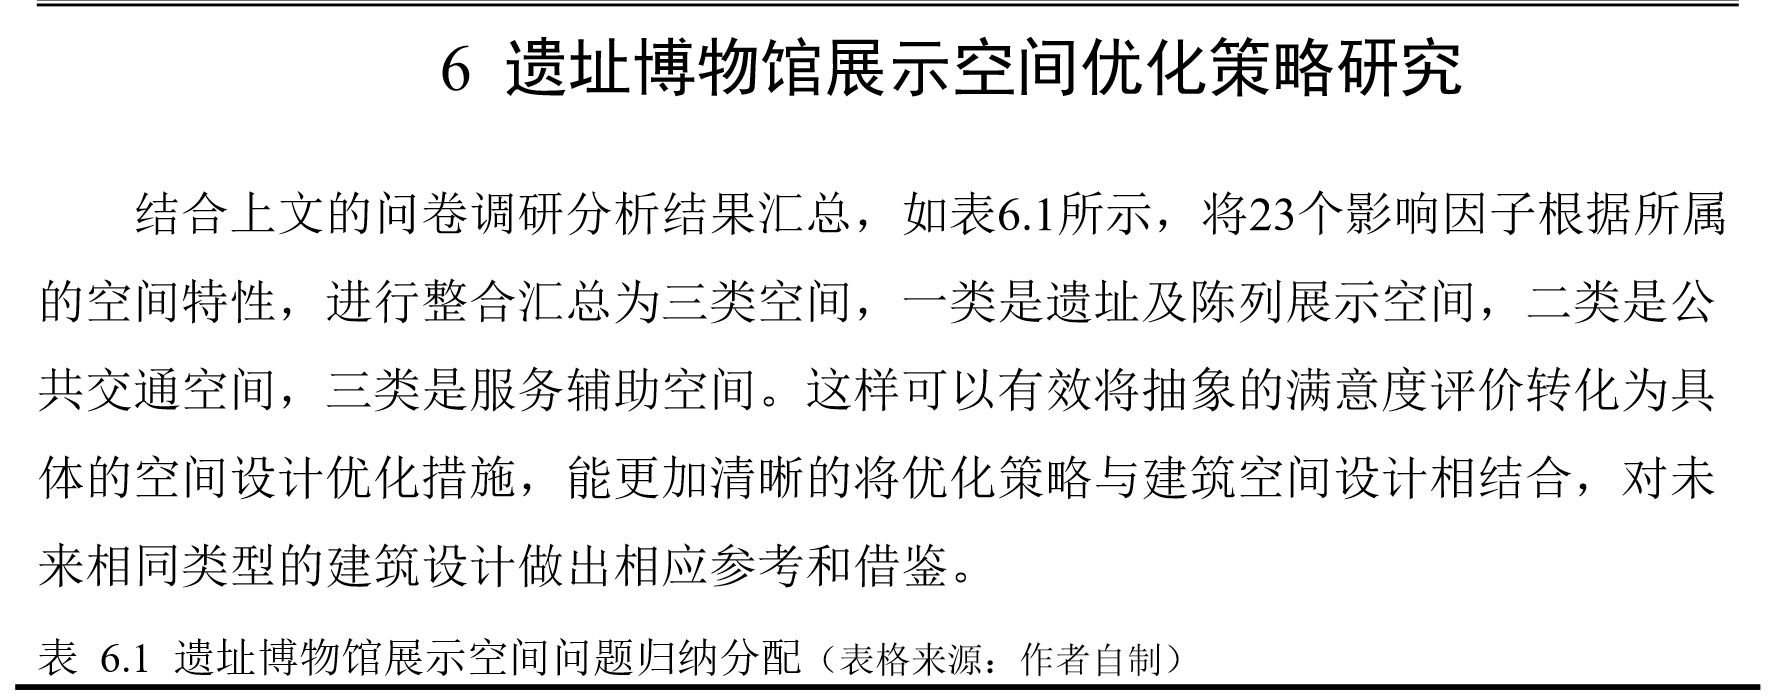 6 遗址博物馆展示空间优化策略研究
结合上文的问卷调研分析结果汇总，如表6.1所示，将23个影响因子根据所属
的空间特性，进行整合汇总为三类空间，一类是遗址及陈列展示空间，二类是公
共交通空间，三类是服务辅助空间。这样可以有效将抽象的满意度评价转化为具
体的空间设计优化措施，能更加清晰的将优化策略与建筑空间设计相结合，对未
来相同类型的建筑设计做出相应参考和借鉴。
表 6.1 遗址博物馆展示空间问题归纳分配（表格来源：作者自制）